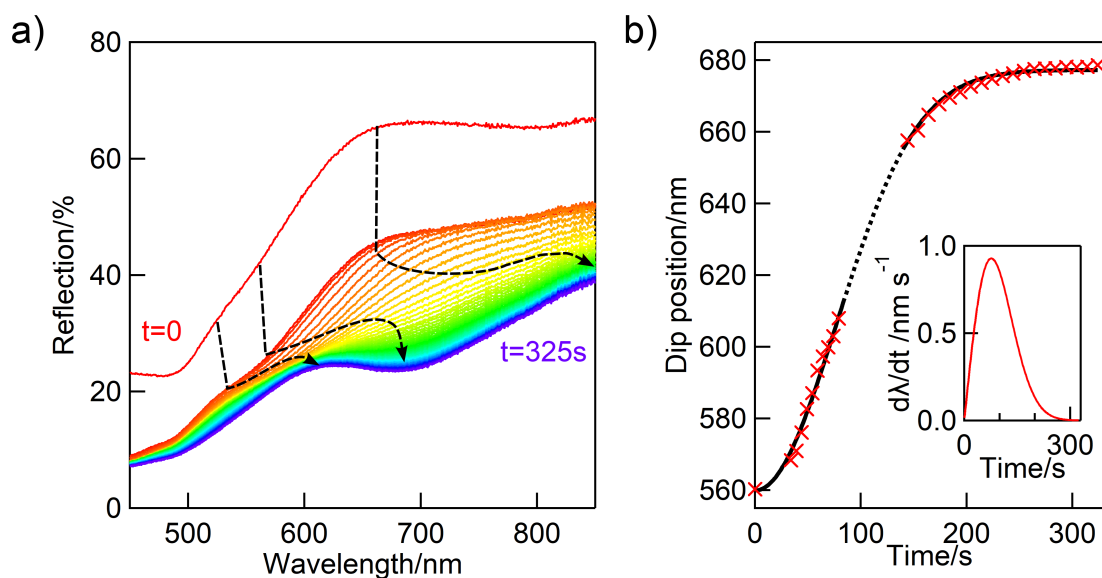 a)
80
60
40
20
0
Reflection/%
t=0
t=325s
500
600
700
800
Wavelength/nm
b)
680
660
640
620
600
580
560
Dip position/nm
0
100
200
300
Time/s
1.0
0.5
0.0
dλ/dt /nm s⁻¹
0
300
Time/s